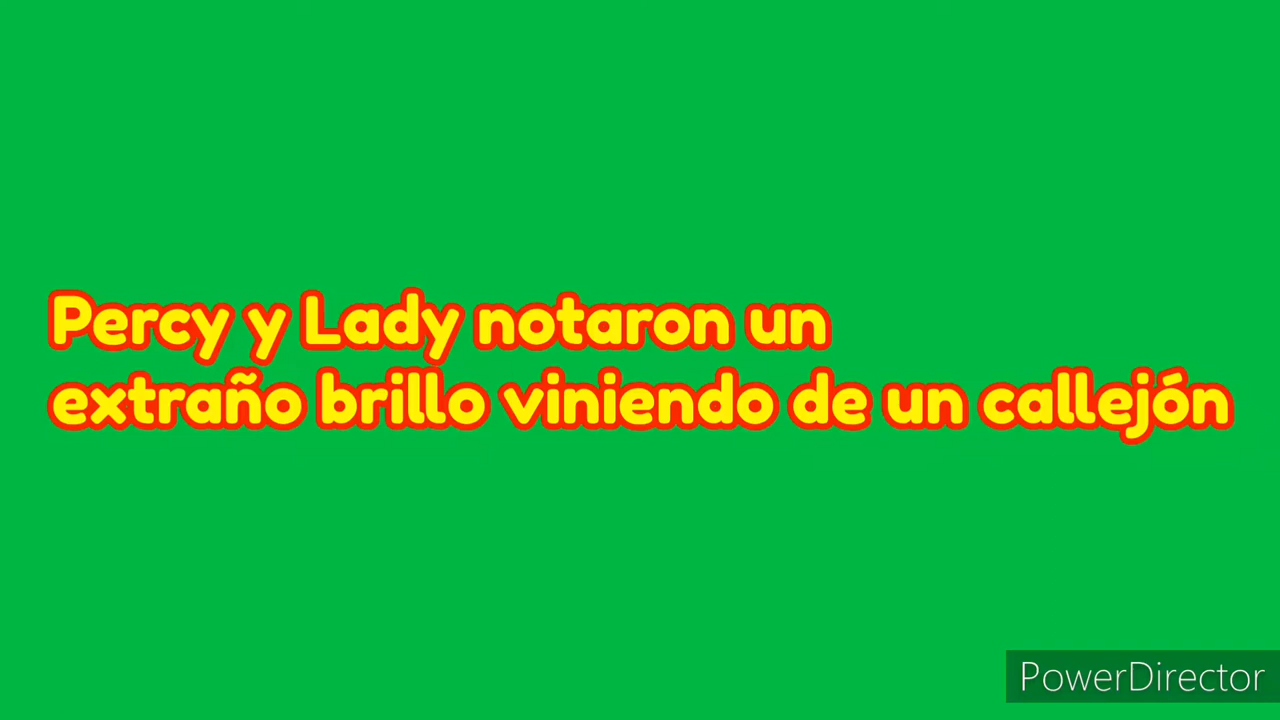 Percy y Lady notaron un
extraño brillo viniendo de un callejón
PowerDirector